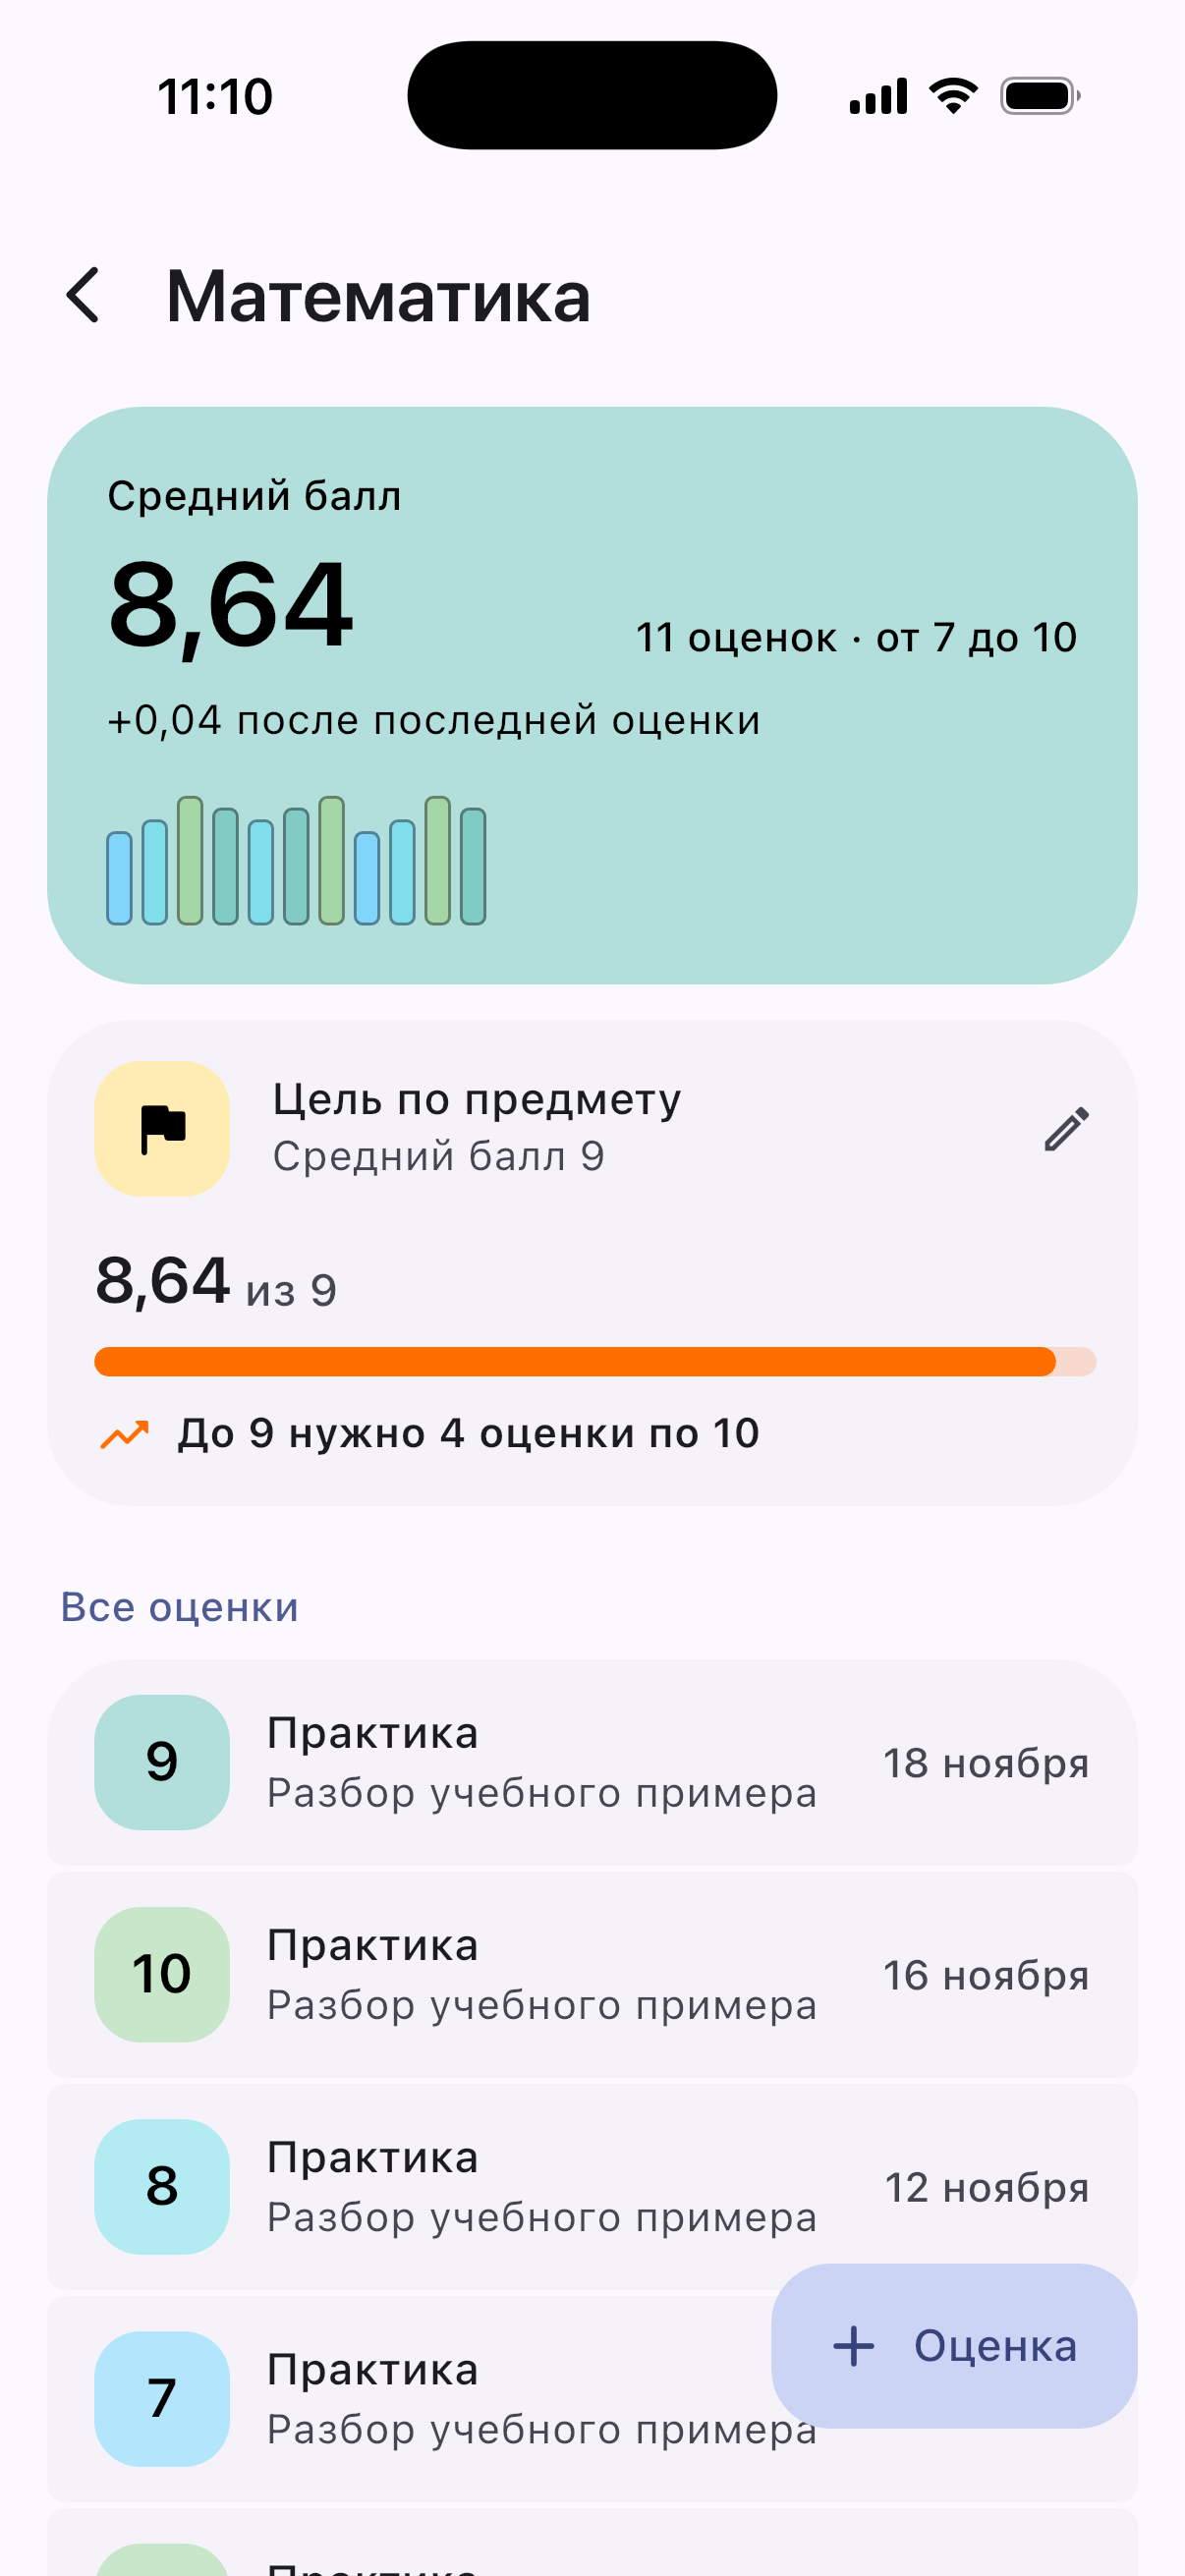 11:10
Математика
Средний балл
8,64
11 оценок · от 7 до 10
+0,04 после последней оценки
Цель по предмету
Средний балл 9
8,64 из 9
До 9 нужно 4 оценки по 10
Все оценки
9
Практика
Разбор учебного примера
18 ноября
10
Практика
Разбор учебного примера
16 ноября
8
Практика
Разбор учебного примера
12 ноября
7
Практика
Разбор учебного примера
+ Оценка